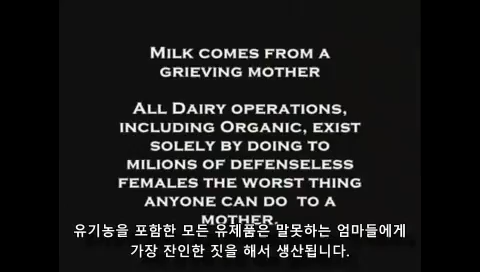 MILK COMES FROM A
GRIEVING MOTHER
ALL DAIRY OPERATIONS,
INCLUDING ORGANIC, EXIST
SOLELY BY DOING TO
MILIONS OF DEFENSELESS
FEMALES THE WORST THING
ANYONE CAN DO TO A
MOTHER.
유기농을 포함한 모든 유제품은 말못하는 엄마들에게
가장 잔인한 짓을 해서 생산됩니다.